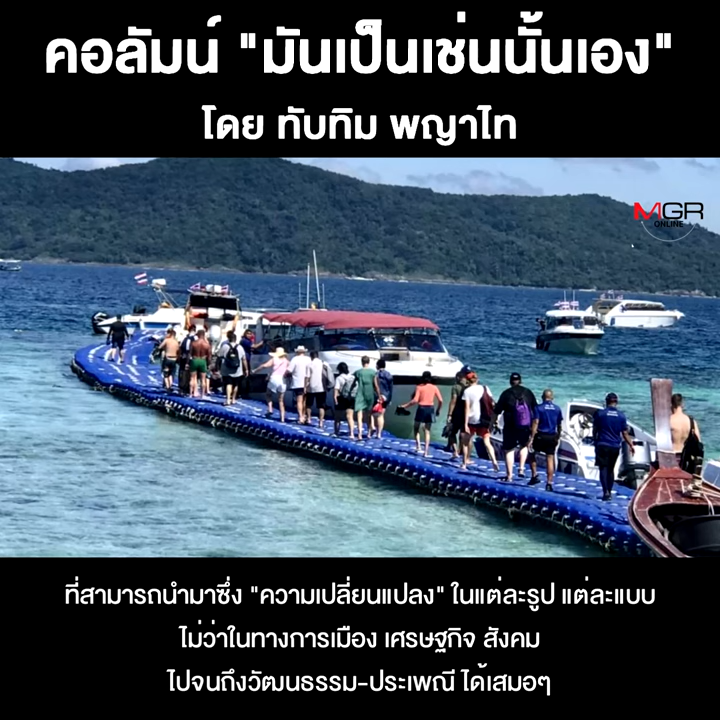 คอลัมน์ "มันเป็นเช่นนั้นเอง"
โดย ทับทิม พญาไท
MGR
ONLINE
ที่สามารถนำมาซึ่ง "ความเปลี่ยนแปลง" ในแต่ละรูป แต่ละแบบ
ไม่ว่าในทางการเมือง เศรษฐกิจ สังคม
ไปจนถึงวัฒนธรรม-ประเพณี ได้เสมอๆ